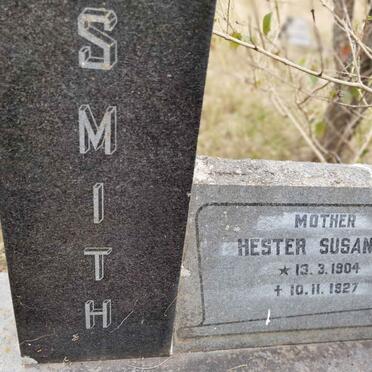 SMITH
MOTHER
HESTER SUSAN
* 13.3.1904
† 10.11.1927